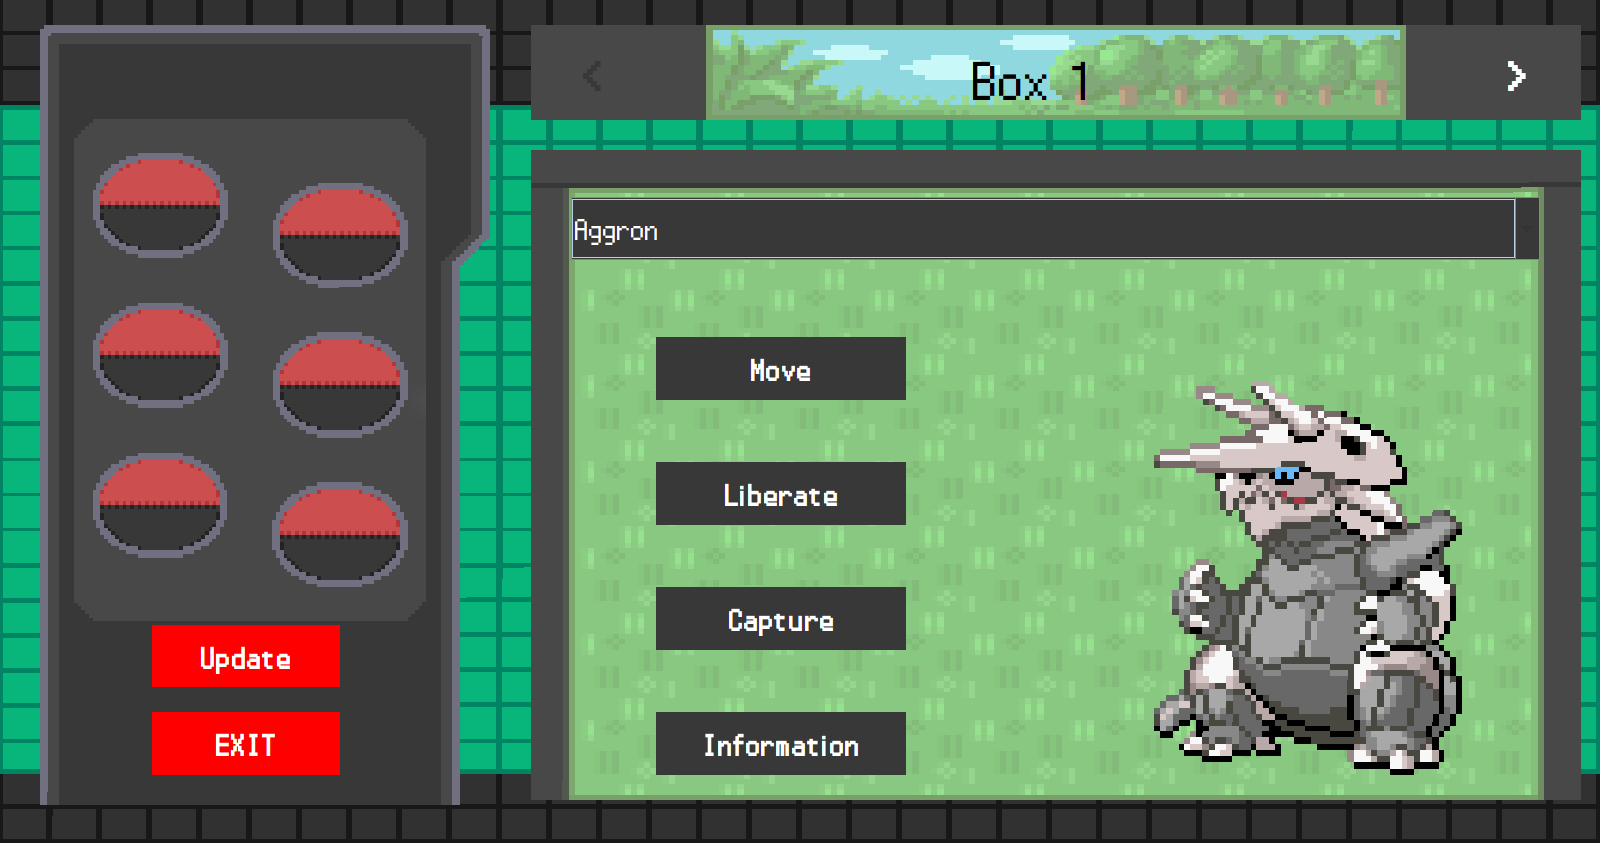 Box 1
Aggron
Move
Liberate
Capture
Information
Update
EXIT